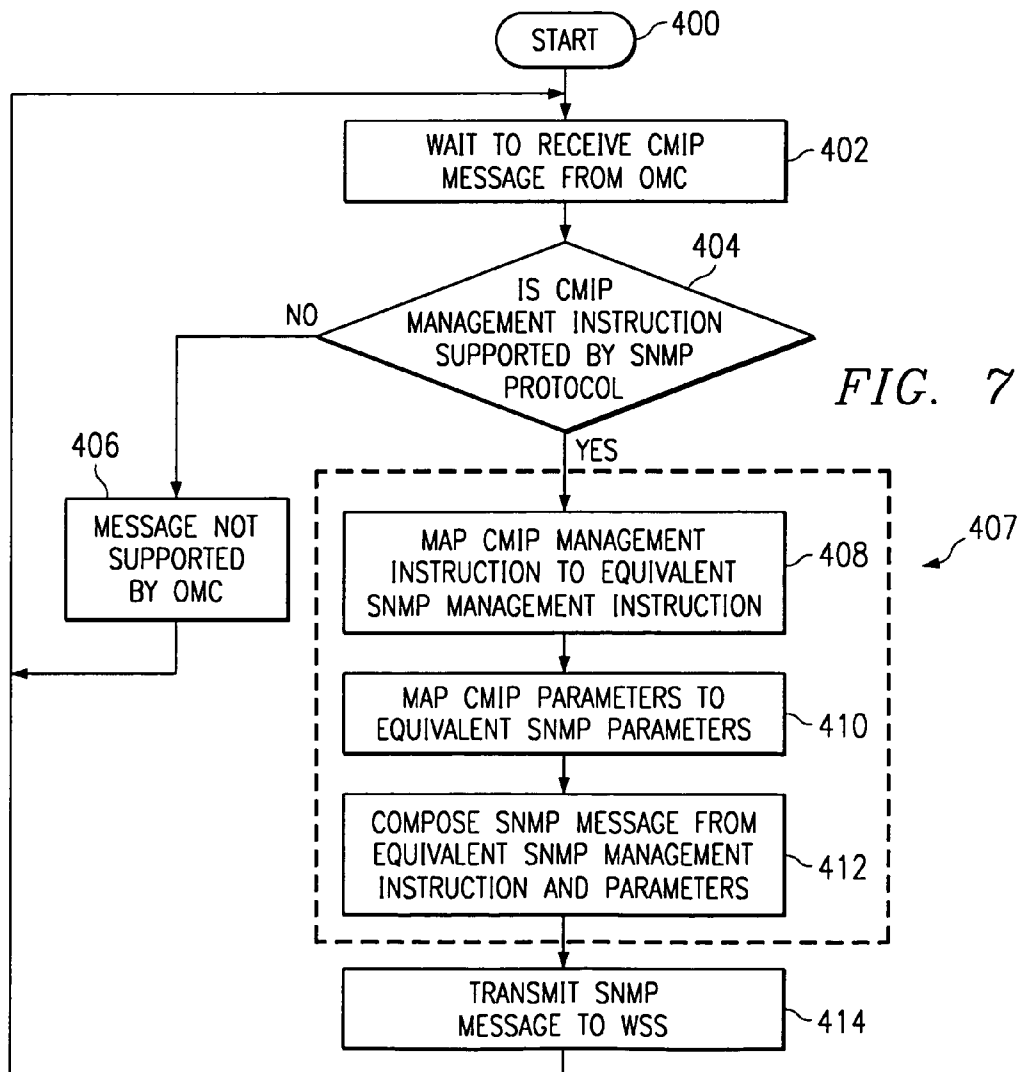 START
400
WAIT TO RECEIVE CMIP
MESSAGE FROM OMC
402
404
IS CMIP
MANAGEMENT INSTRUCTION
SUPPORTED BY SNMP
PROTOCOL
NO
FIG. 7
YES
406
MESSAGE NOT
SUPPORTED
BY OMC
407
MAP CMIP MANAGEMENT
INSTRUCTION TO EQUIVALENT
SNMP MANAGEMENT INSTRUCTION
408
MAP CMIP PARAMETERS TO
EQUIVALENT SNMP PARAMETERS
410
COMPOSE SNMP MESSAGE FROM
EQUIVALENT SNMP MANAGEMENT
INSTRUCTION AND PARAMETERS
412
TRANSMIT SNMP
MESSAGE TO WSS
414